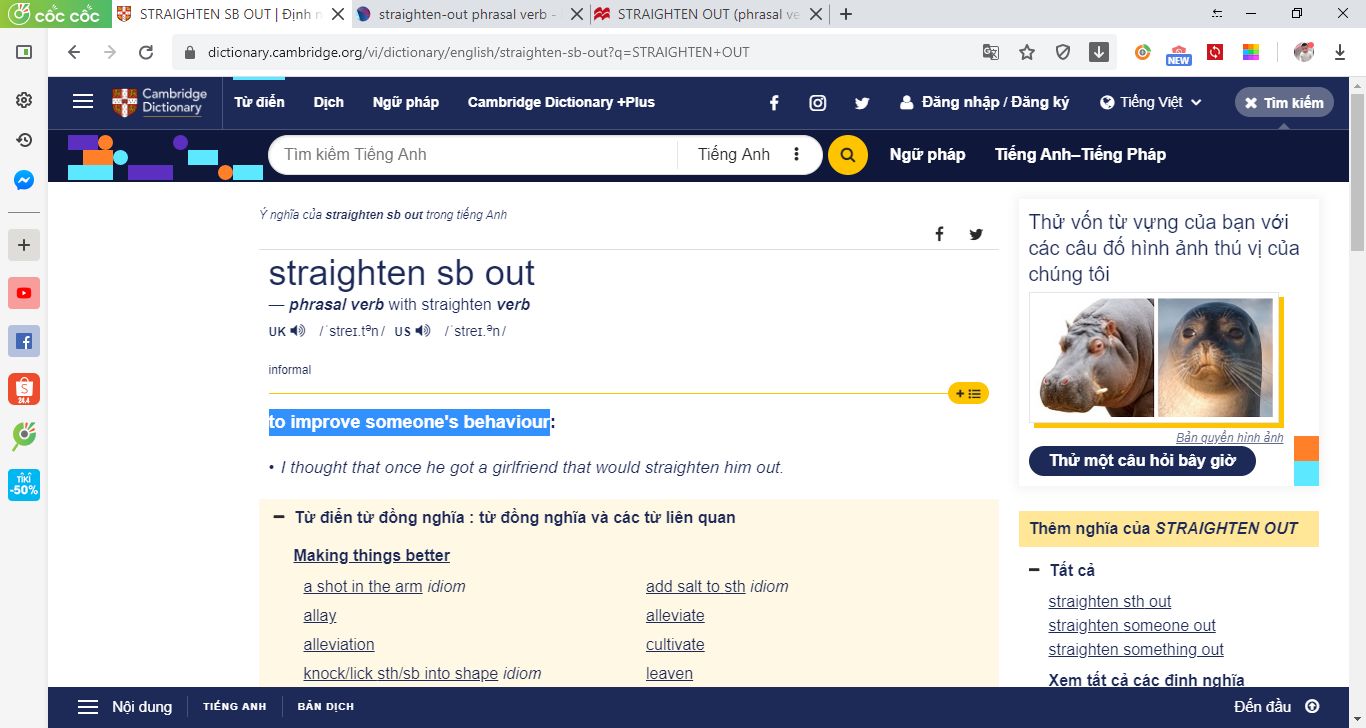 cốc cốc
STRAIGHTEN SB OUT | Định n
straighten-out phrasal verb -
STRAIGHTEN OUT (phrasal ve
dictionary.cambridge.org/vi/dictionary/english/straighten-sb-out?q=STRAIGHTEN+OUT
NEW
Cambridge
Dictionary
Từ điển
Dịch
Ngữ pháp
Cambridge Dictionary +Plus
Đăng nhập / Đăng ký
Tiếng Việt
Tìm kiếm
Tìm kiếm Tiếng Anh
Tiếng Anh
Ngữ pháp
Tiếng Anh–Tiếng Pháp
Ý nghĩa của straighten sb out trong tiếng Anh
straighten sb out
— phrasal verb with straighten verb
UK /ˈstreɪ.tᵊn/ US /ˈstreɪ.ᵊn/
informal
to improve someone's behaviour:
• I thought that once he got a girlfriend that would straighten him out.
Từ điển từ đồng nghĩa : từ đồng nghĩa và các từ liên quan
Making things better
a shot in the arm idiom
add salt to sth idiom
allay
alleviate
alleviation
cultivate
knock/lick sth/sb into shape idiom
leaven
Thử vốn từ vựng của bạn với
các câu đố hình ảnh thú vị của
chúng tôi
Bản quyền hình ảnh
Thử một câu hỏi bây giờ
Thêm nghĩa của STRAIGHTEN OUT
Tất cả
straighten sth out
straighten someone out
straighten something out
Xem tất cả các định nghĩa
S
24.4
TIKI
-50%
Nội dung
TIẾNG ANH
BẢN DỊCH
Đến đầu